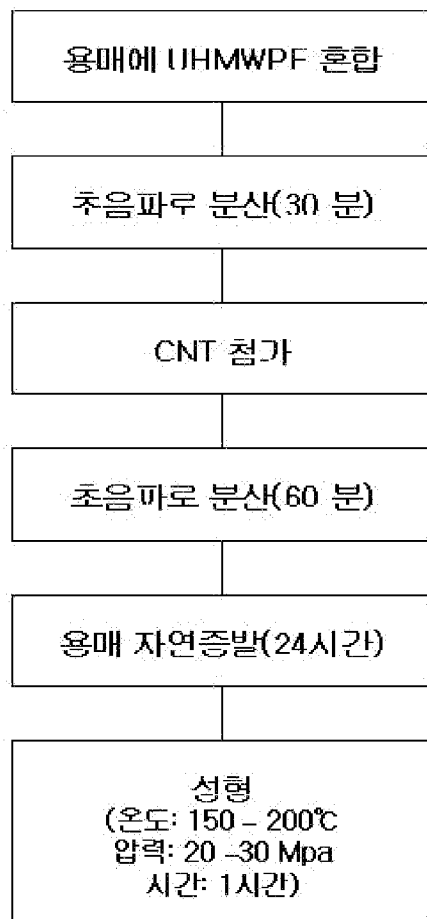 용매에 UHMWPE 혼합
초음파로 분산(30 분)
CNT 첨가
초음파로 분산(60 분)
용매 자연증발(24시간)
성형
(온도: 150 – 200℃
압력: 20 –30 Mpa
시간: 1시간)